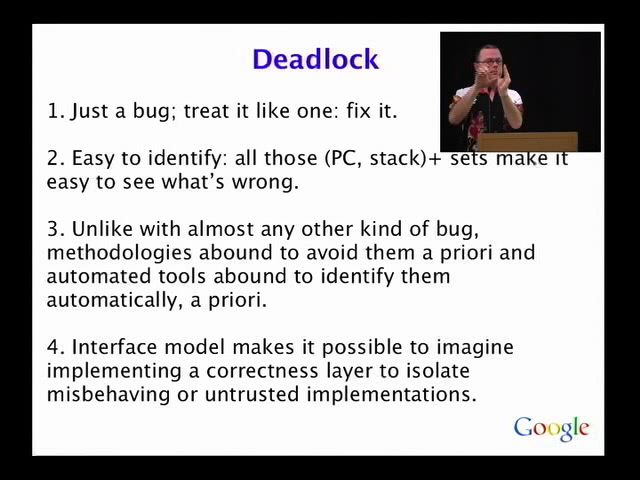 Deadlock
1. Just a bug; treat it like one: fix it.
2. Easy to identify: all those (PC, stack)+ sets make it
easy to see what's wrong.
3. Unlike with almost any other kind of bug,
methodologies abound to avoid them a priori and
automated tools abound to identify them
automatically, a priori.
4. Interface model makes it possible to imagine
implementing a correctness layer to isolate
misbehaving or untrusted implementations.
Google